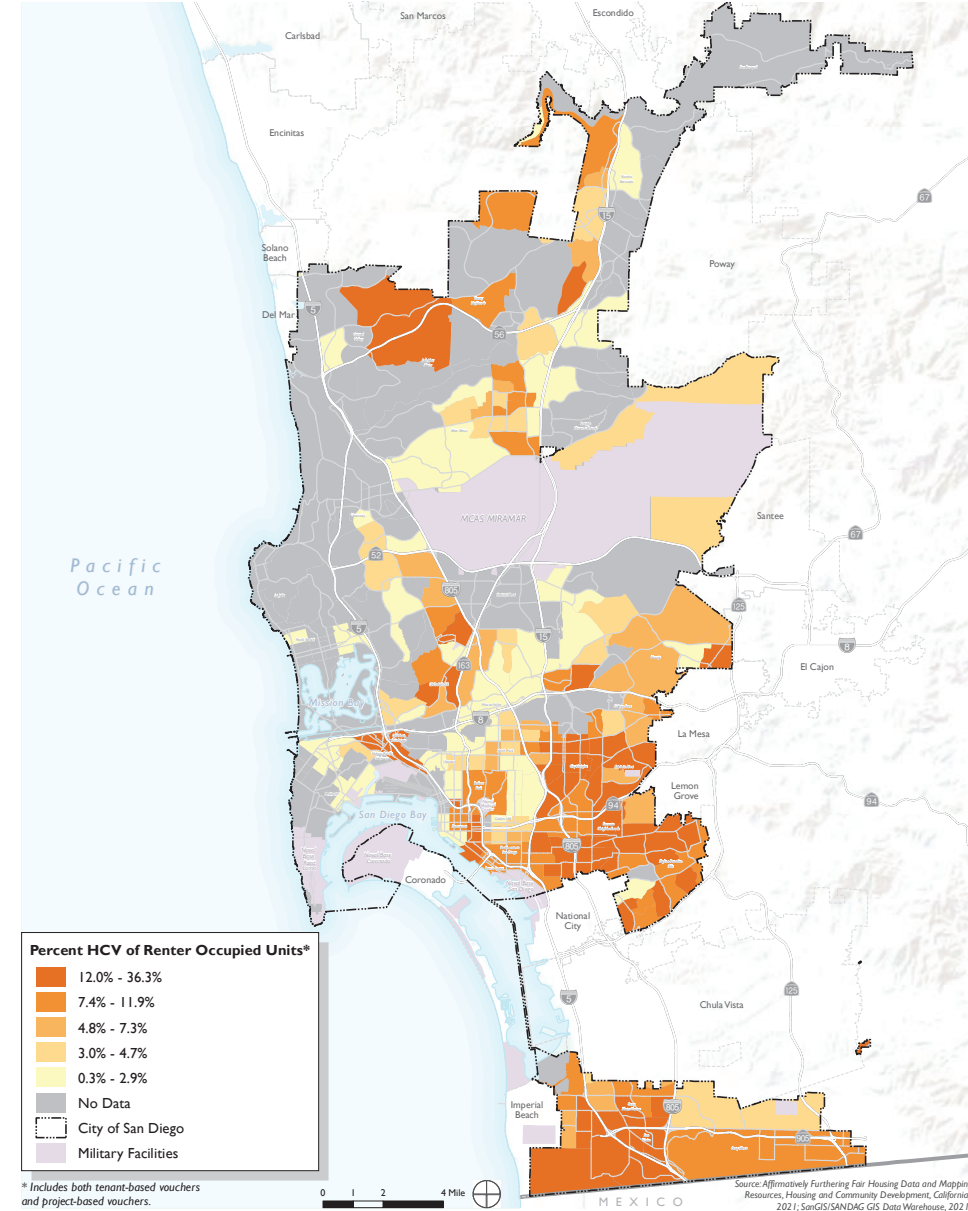 San Marcos
Escondido
Carlsbad
Encinitas
67
15
Solano
Beach
Poway
Del Mar
5
56
MCAS MIRAMAR
Santee
Pacific
Ocean
52
67
805
125
5
15
8
163
El Cajon
Mission Bay
8
La Mesa
Lemon
Grove
94
94
San Diego Bay
805
Coronado
National
City
5
125
Chula Vista
Imperial
Beach
805
905
MEXICO
Percent HCV of Renter Occupied Units*
12.0% - 36.3%
7.4% - 11.9%
4.8% - 7.3%
3.0% - 4.7%
0.3% - 2.9%
No Data
City of San Diego
Military Facilities
* Includes both tenant-based vouchers
and project-based vouchers.
0 1 2 4 Mile
Source: Affirmatively Furthering Fair Housing Data and Mappin
Resources, Housing and Community Development, California
2021; SanGIS/SANDAG GIS Data Warehouse, 2021